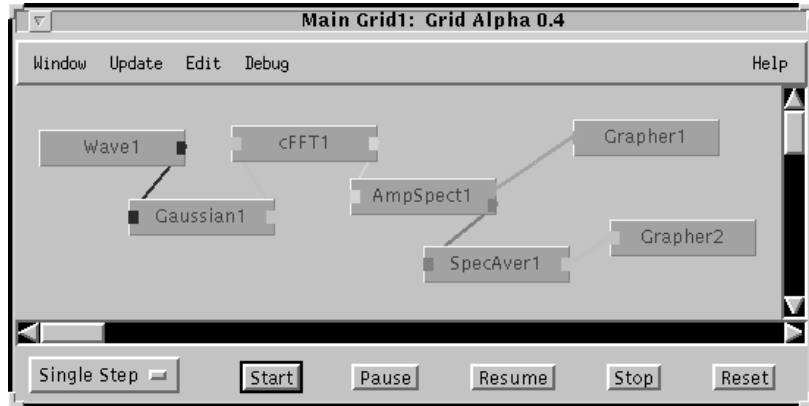 Main Grid1: Grid Alpha 0.4
Window Update Edit Debug Help
Wave1
cFFT1
Grapher1
AmpSpect1
Gaussian1
Grapher2
SpecAver1
Single Step Start Pause Resume Stop Reset